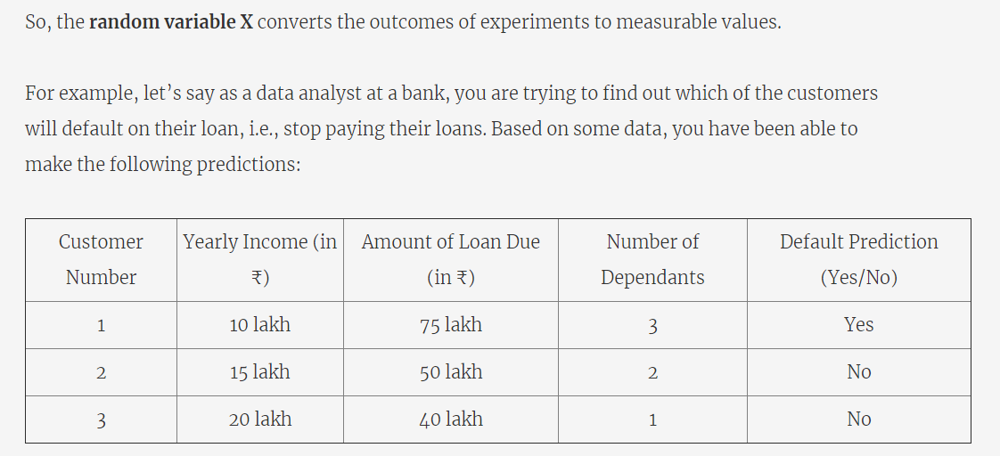 So, the random variable X converts the outcomes of experiments to measurable values.
For example, let’s say as a data analyst at a bank, you are trying to find out which of the customers
will default on their loan, i.e., stop paying their loans. Based on some data, you have been able to
make the following predictions:
Customer Number Yearly Income (in ₹) Amount of Loan Due (in ₹) Number of Dependants Default Prediction (Yes/No)
1 10 lakh 75 lakh 3 Yes
2 15 lakh 50 lakh 2 No
3 20 lakh 40 lakh 1 No